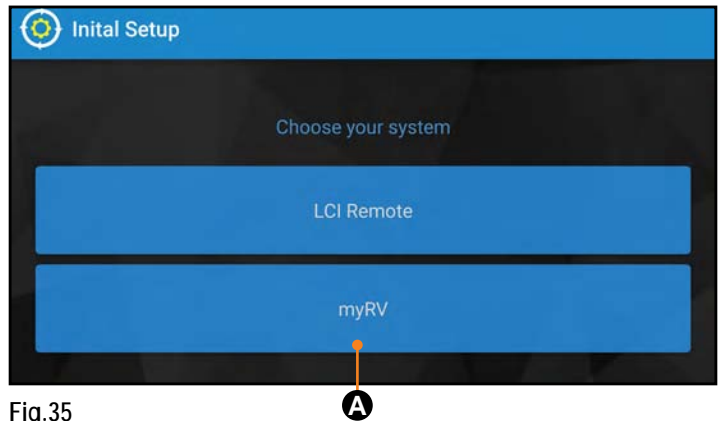 Inital Setup
Choose your system
LCI Remote
myRV
A
Fig.35